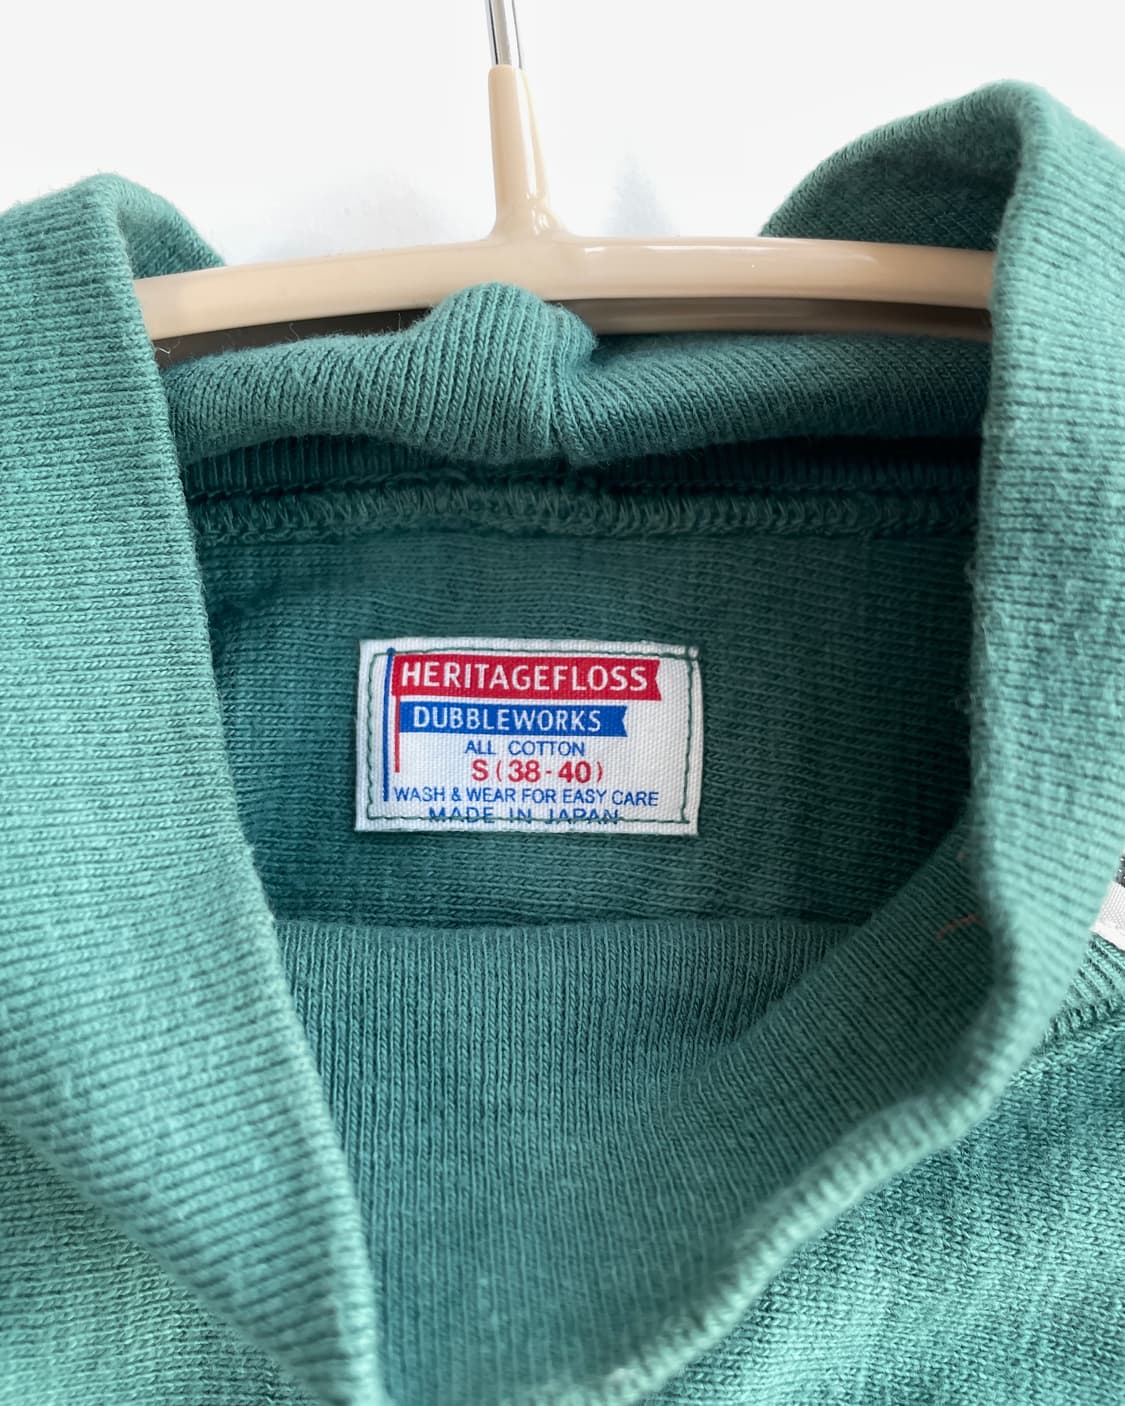 HERITAGEFLOSS
DUBBLEWORKS
ALL COTTON
S(38-40)
WASH & WEAR FOR EASY CARE
MADE IN JAPAN